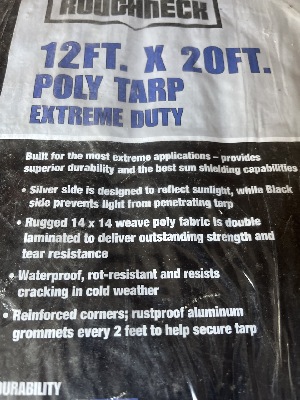 ROUGHNECK
12FT. X 20FT.
POLY TARP
EXTREME DUTY
Built for the most extreme applications – provides
superior durability and the best sun shielding capabilities
• Silver side is designed to reflect sunlight, while Black
side prevents light from penetrating tarp
• Rugged 14 x 14 weave poly fabric is double
laminated to deliver outstanding strength and
tear resistance
• Waterproof, rot-resistant and resists
cracking in cold weather
• Reinforced corners; rustproof aluminum
grommets every 2 feet to help secure tarp
DURABILITY